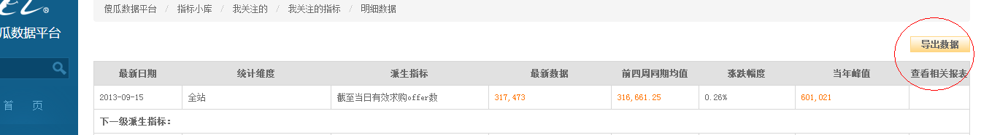 傻瓜数据平台 / 指标小库 / 我关注的 / 我关注的指标 / 明细数据
®
瓜数据平台
导出数据
最新日期 统计维度 派生指标 最新数据 前四周同期均值 涨跌幅度 当年峰值 查看相关报表
2013-09-15 全站 截至当日有效求购offer数 317,473 316,661.25 0.26% 601,021
首 页
下一级派生指标: